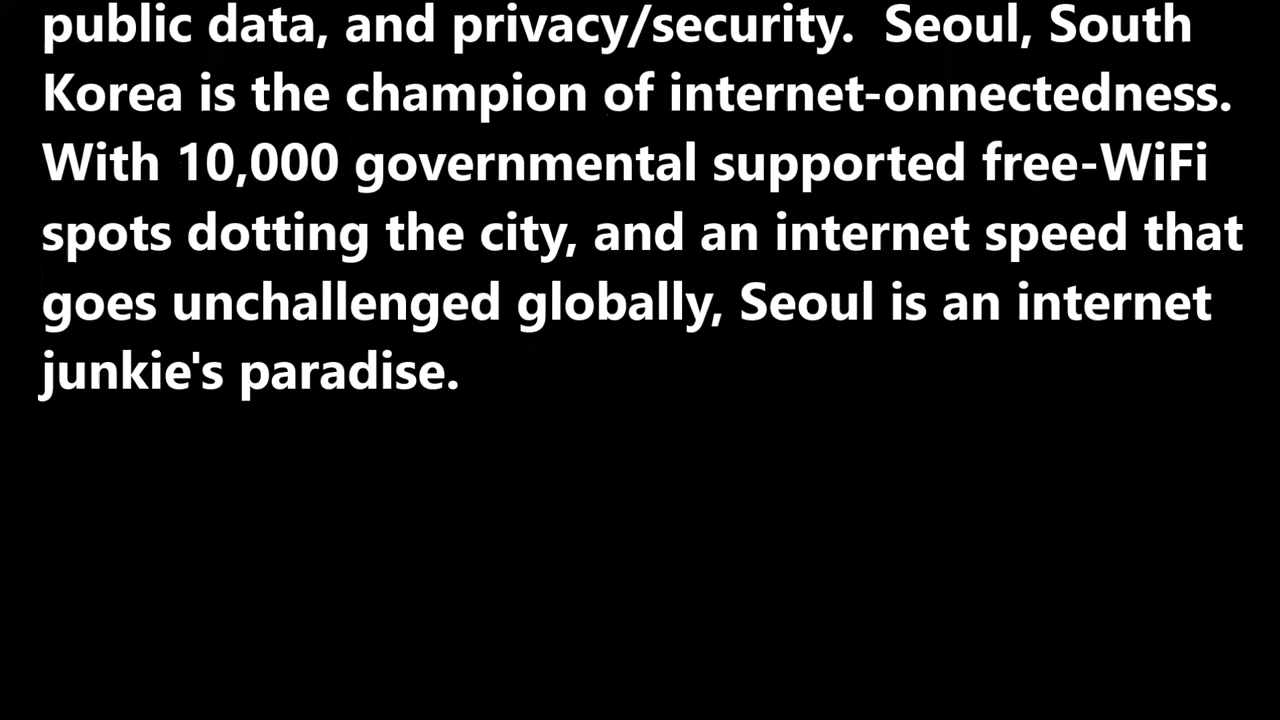 public data, and privacy/security.  Seoul, South
Korea is the champion of internet-onnectedness.
With 10,000 governmental supported free-WiFi
spots dotting the city, and an internet speed that
goes unchallenged globally, Seoul is an internet
junkie's paradise.